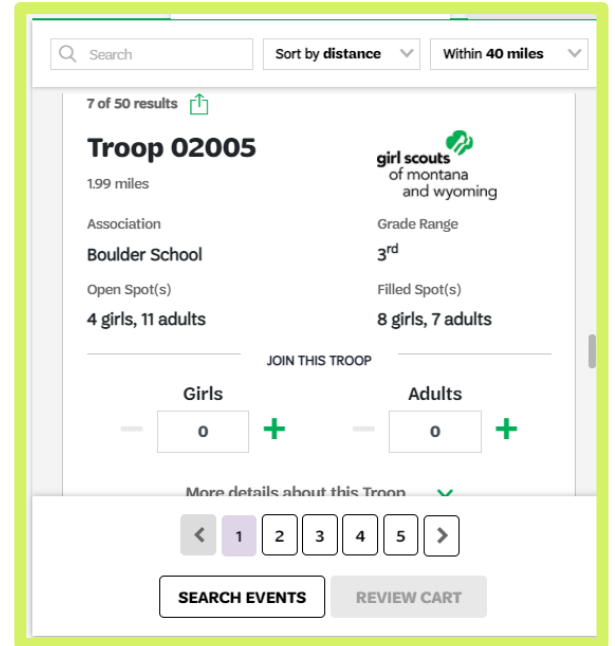 Search
Sort by distance
Within 40 miles
7 of 50 results
Troop 02005
girl scouts
of montana
and wyoming
1.99 miles
Association
Grade Range
Boulder School
3rd
Open Spot(s)
Filled Spot(s)
4 girls, 11 adults
8 girls, 7 adults
JOIN THIS TROOP
Girls
Adults
− 0 +
− 0 +
More details about this Troop
< 1 2 3 4 5 >
SEARCH EVENTS
REVIEW CART